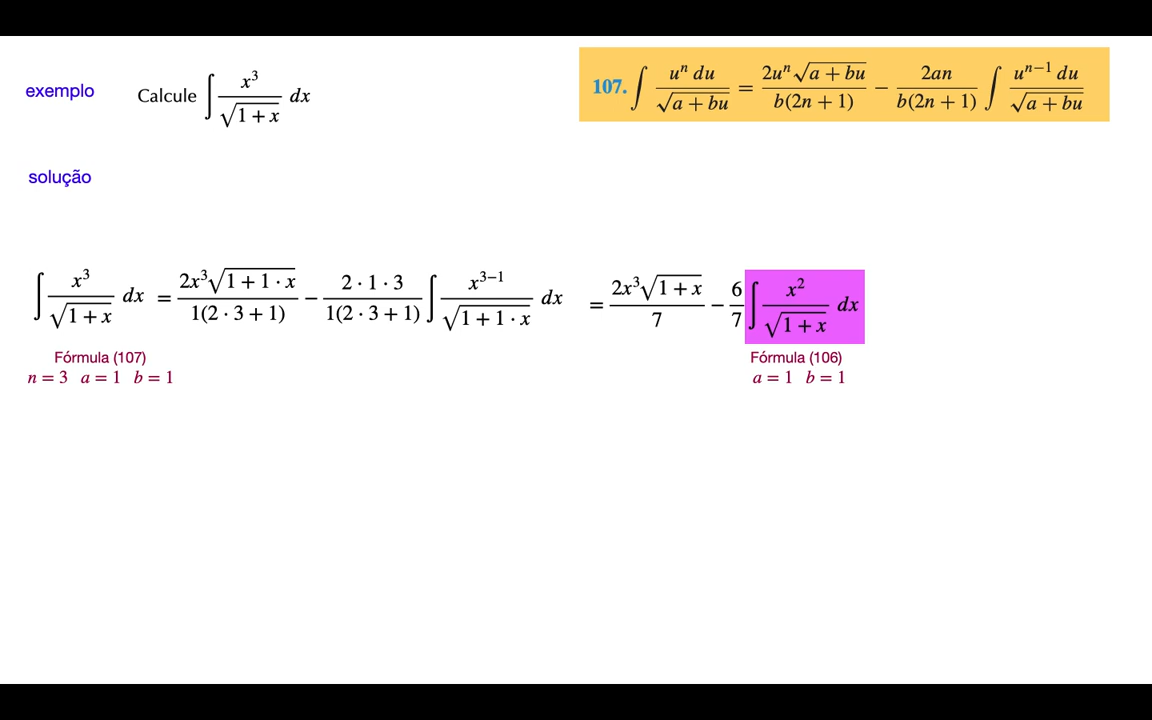 exemplo Calcule ∫ x³/√(1 + x) dx
107. ∫ uⁿ du/√(a + bu) = 2uⁿ√(a + bu)/b(2n + 1) − 2an/b(2n + 1) ∫ uⁿ⁻¹ du/√(a + bu)
solução
∫ x³/√(1 + x) dx = 2x³√(1 + 1 · x)/1(2 · 3 + 1) − 2 · 1 · 3/1(2 · 3 + 1) ∫ x³⁻¹/√(1 + 1 · x) dx = 2x³√(1 + x)/7 − 6/7 ∫ x²/√(1 + x) dx
Fórmula (107)
n = 3 a = 1 b = 1
Fórmula (106)
a = 1 b = 1